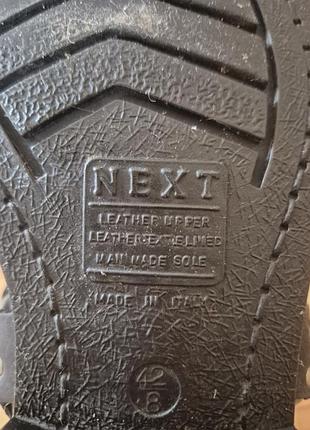 NEXT
LEATHER UPPER
LEATHER/TEXTILE LINED
MAN MADE SOLE
MADE IN ITALY
42
8